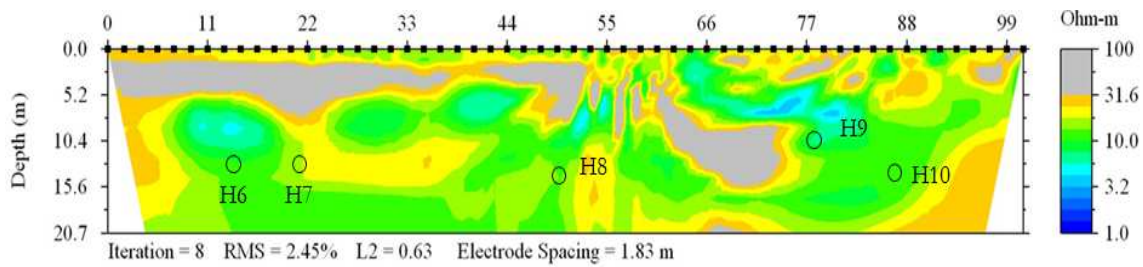 0 11 22 33 44 55 66 77 88 99
Ohm-m
Depth (m)
0.0
5.2
10.4
15.6
20.7
100
31.6
10.0
3.2
1.0
H6
H7
H8
H9
H10
Iteration = 8 RMS = 2.45% L2 = 0.63 Electrode Spacing = 1.83 m